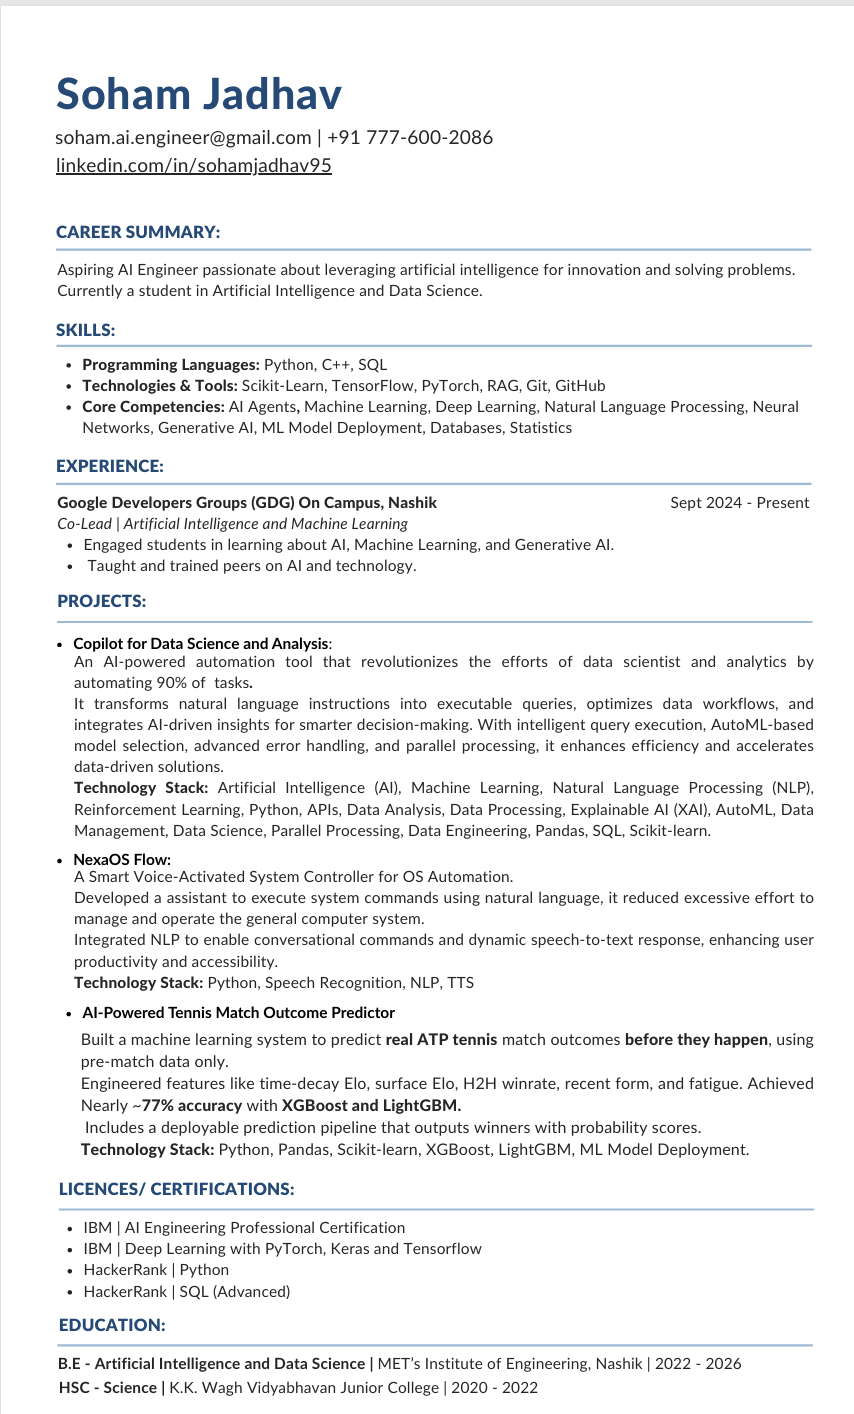 Soham Jadhav
soham.ai.engineer@gmail.com | +91 777-600-2086
linkedin.com/in/sohamjadhav95
CAREER SUMMARY:
Aspiring AI Engineer passionate about leveraging artificial intelligence for innovation and solving problems.
Currently a student in Artificial Intelligence and Data Science.
SKILLS:
• Programming Languages: Python, C++, SQL
• Technologies & Tools: Scikit-Learn, TensorFlow, PyTorch, RAG, Git, GitHub
• Core Competencies: AI Agents, Machine Learning, Deep Learning, Natural Language Processing, Neural
Networks, Generative AI, ML Model Deployment, Databases, Statistics
EXPERIENCE:
Google Developers Groups (GDG) On Campus, Nashik Sept 2024 - Present
Co-Lead | Artificial Intelligence and Machine Learning
• Engaged students in learning about AI, Machine Learning, and Generative AI.
• Taught and trained peers on AI and technology.
PROJECTS:
• Copilot for Data Science and Analysis:
An AI-powered automation tool that revolutionizes the efforts of data scientist and analytics by
automating 90% of tasks.
It transforms natural language instructions into executable queries, optimizes data workflows, and
integrates AI-driven insights for smarter decision-making. With intelligent query execution, AutoML-based
model selection, advanced error handling, and parallel processing, it enhances efficiency and accelerates
data-driven solutions.
Technology Stack: Artificial Intelligence (AI), Machine Learning, Natural Language Processing (NLP),
Reinforcement Learning, Python, APIs, Data Analysis, Data Processing, Explainable AI (XAI), AutoML, Data
Management, Data Science, Parallel Processing, Data Engineering, Pandas, SQL, Scikit-learn.
• NexaOS Flow:
A Smart Voice-Activated System Controller for OS Automation.
Developed a assistant to execute system commands using natural language, it reduced excessive effort to
manage and operate the general computer system.
Integrated NLP to enable conversational commands and dynamic speech-to-text response, enhancing user
productivity and accessibility.
Technology Stack: Python, Speech Recognition, NLP, TTS
• AI-Powered Tennis Match Outcome Predictor
Built a machine learning system to predict real ATP tennis match outcomes before they happen, using
pre-match data only.
Engineered features like time-decay Elo, surface Elo, H2H winrate, recent form, and fatigue. Achieved
Nearly ~77% accuracy with XGBoost and LightGBM.
Includes a deployable prediction pipeline that outputs winners with probability scores.
Technology Stack: Python, Pandas, Scikit-learn, XGBoost, LightGBM, ML Model Deployment.
LICENCES/ CERTIFICATIONS:
• IBM | AI Engineering Professional Certification
• IBM | Deep Learning with PyTorch, Keras and Tensorflow
• HackerRank | Python
• HackerRank | SQL (Advanced)
EDUCATION:
B.E - Artificial Intelligence and Data Science | MET's Institute of Engineering, Nashik | 2022 - 2026
HSC - Science | K.K. Wagh Vidyabhavan Junior College | 2020 - 2022